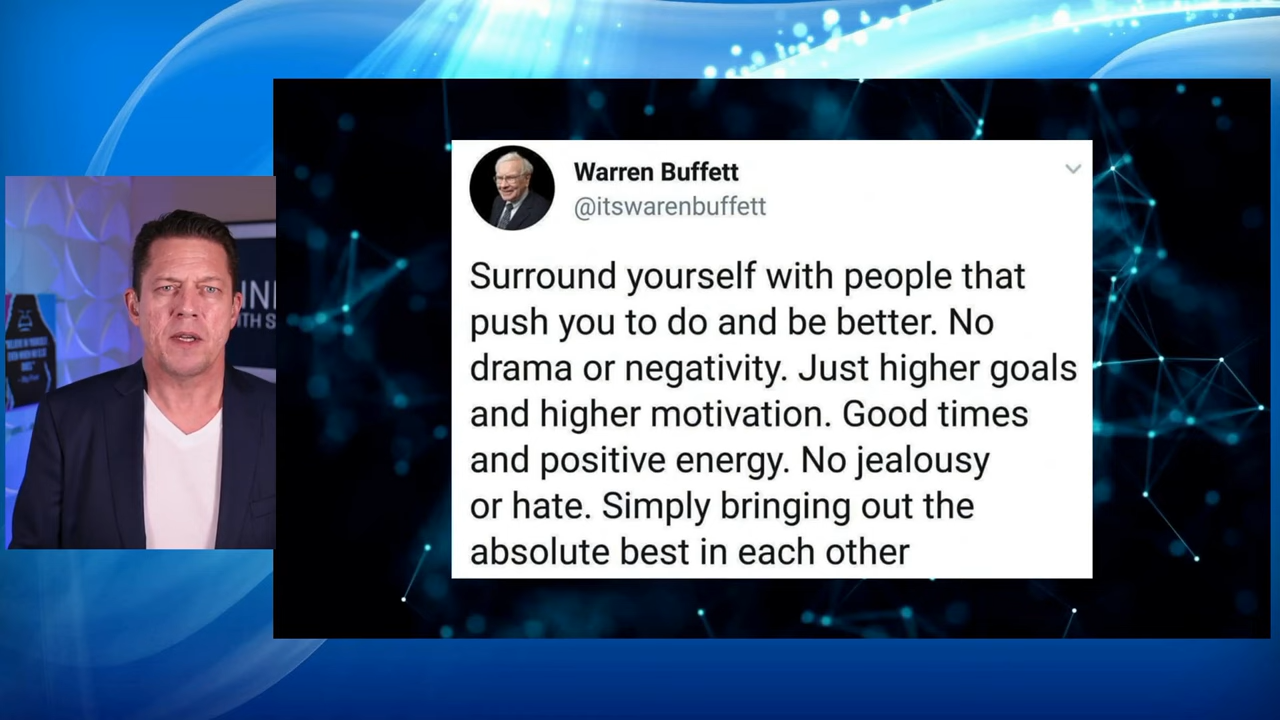 Warren Buffett
@itswarenbuffett
Surround yourself with people that
push you to do and be better. No
drama or negativity. Just higher goals
and higher motivation. Good times
and positive energy. No jealousy
or hate. Simply bringing out the
absolute best in each other